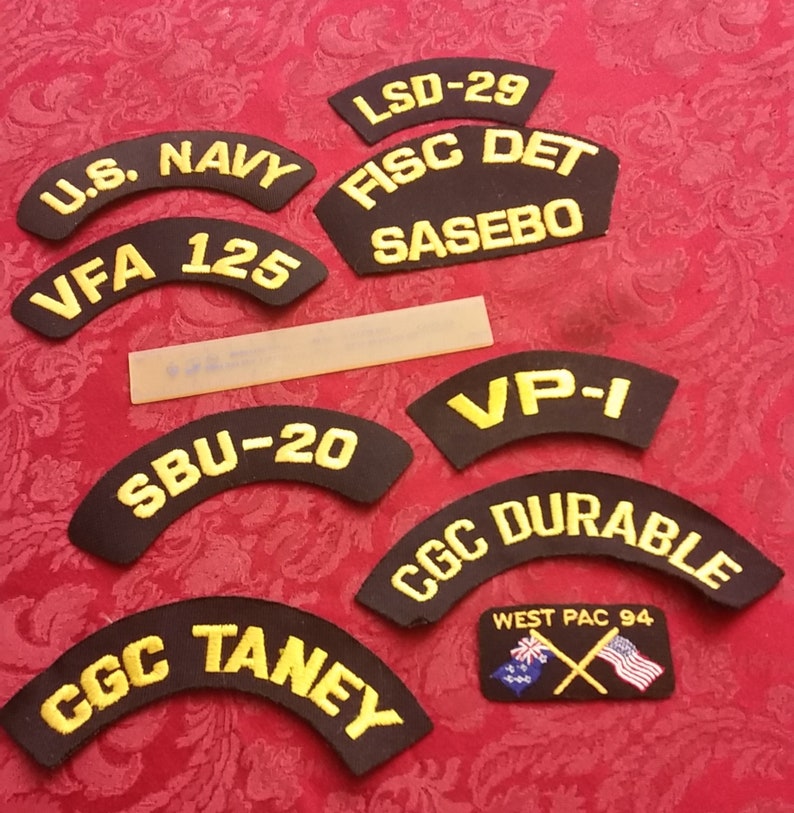 LSD-29
U.S. NAVY
FISC DET
SASEBO
VFA 125
VP-1
SBU-20
CGC DURABLE
CGC TANEY
WEST PAC 94